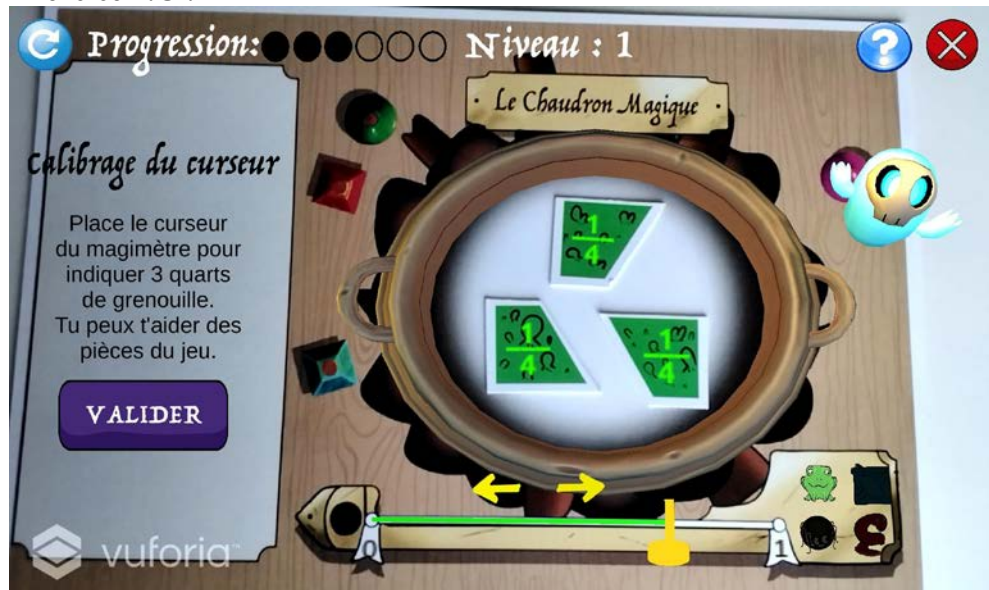 Progression: Niveau : 1
?
· Le Chaudron Magique ·
Calibrage du curseur
Place le curseur
du magimètre pour
indiquer 3 quarts
de grenouille.
Tu peux t'aider des
pièces du jeu.
VALIDER
1
4
1
4
1
4
0
1
vuforia™